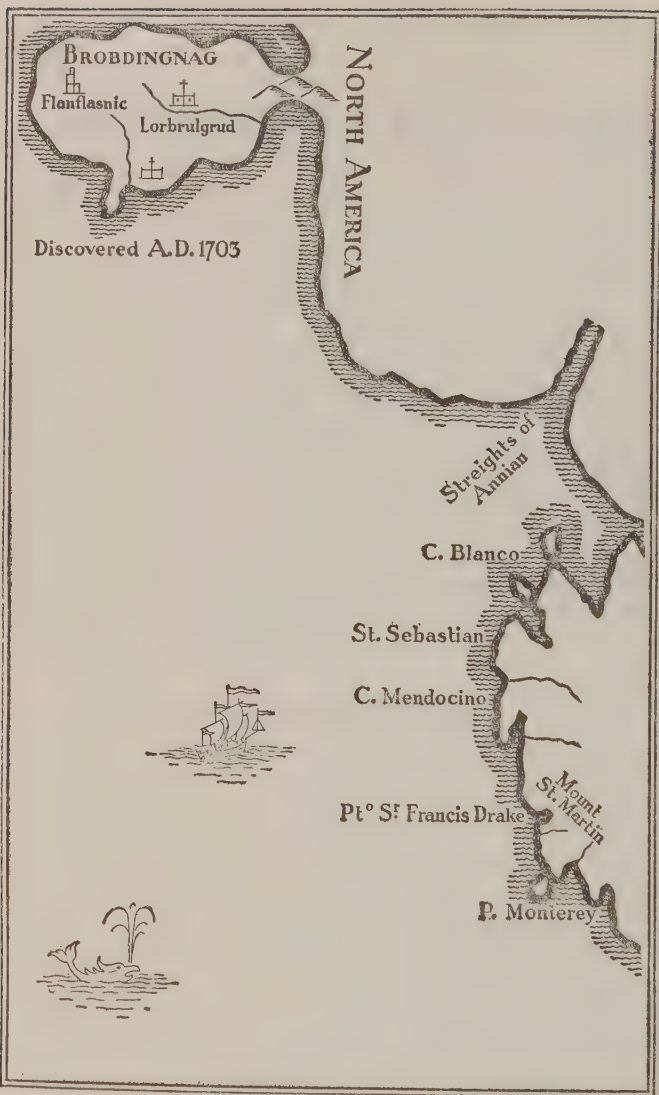 BROBDINGNAG
Flanflasnic
Lorbrulgrud
Discovered A.D. 1703
NORTH AMERICA
Streights of
Annian
C. Blanco
St. Sebastian
C. Mendocino
Mount
St. Martin
Pto Sr Francis Drake
P. Monterey